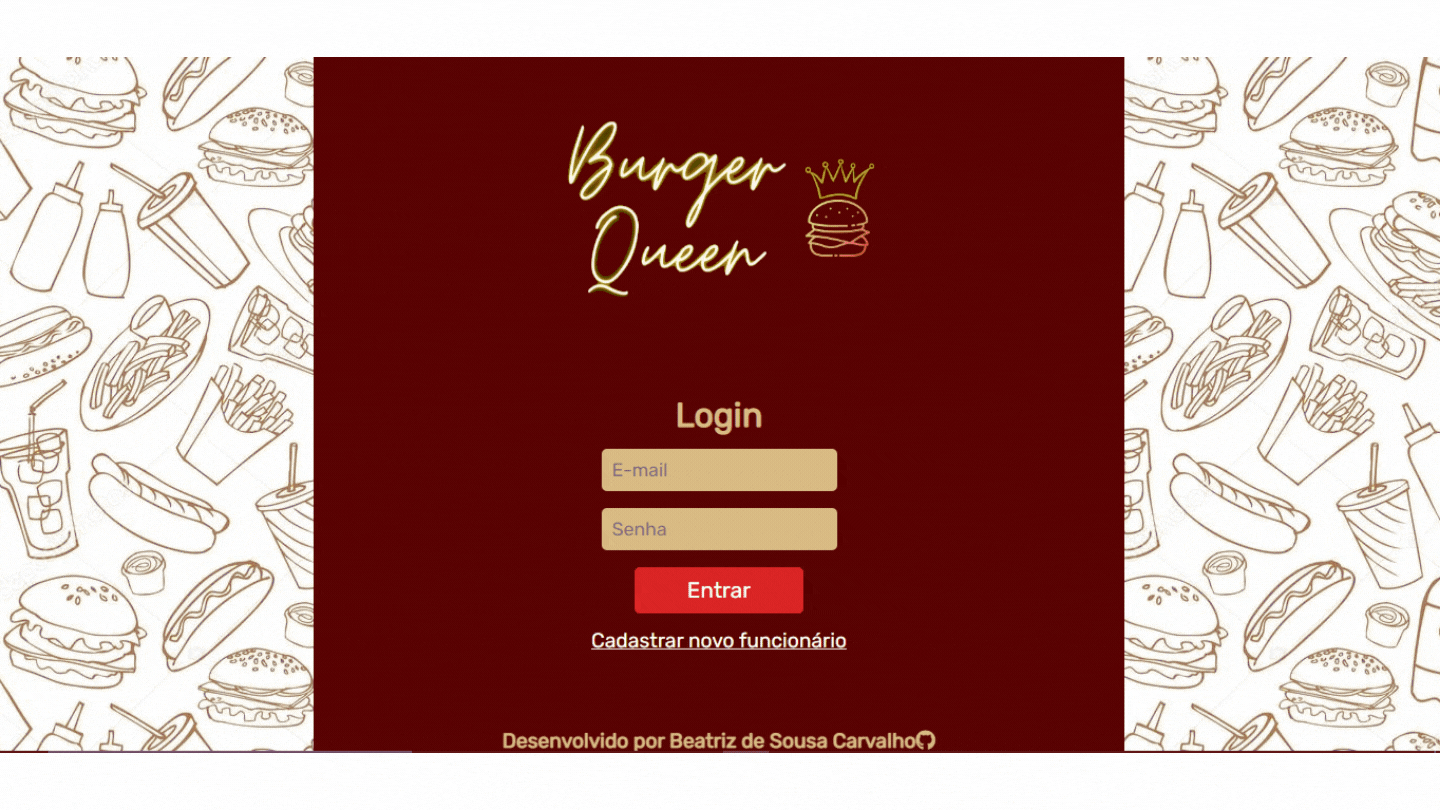 Burger
Queen
Login
E-mail
Senha
Entrar
Cadastrar novo funcionário
Desenvolvido por Beatriz de Sousa Carvalho